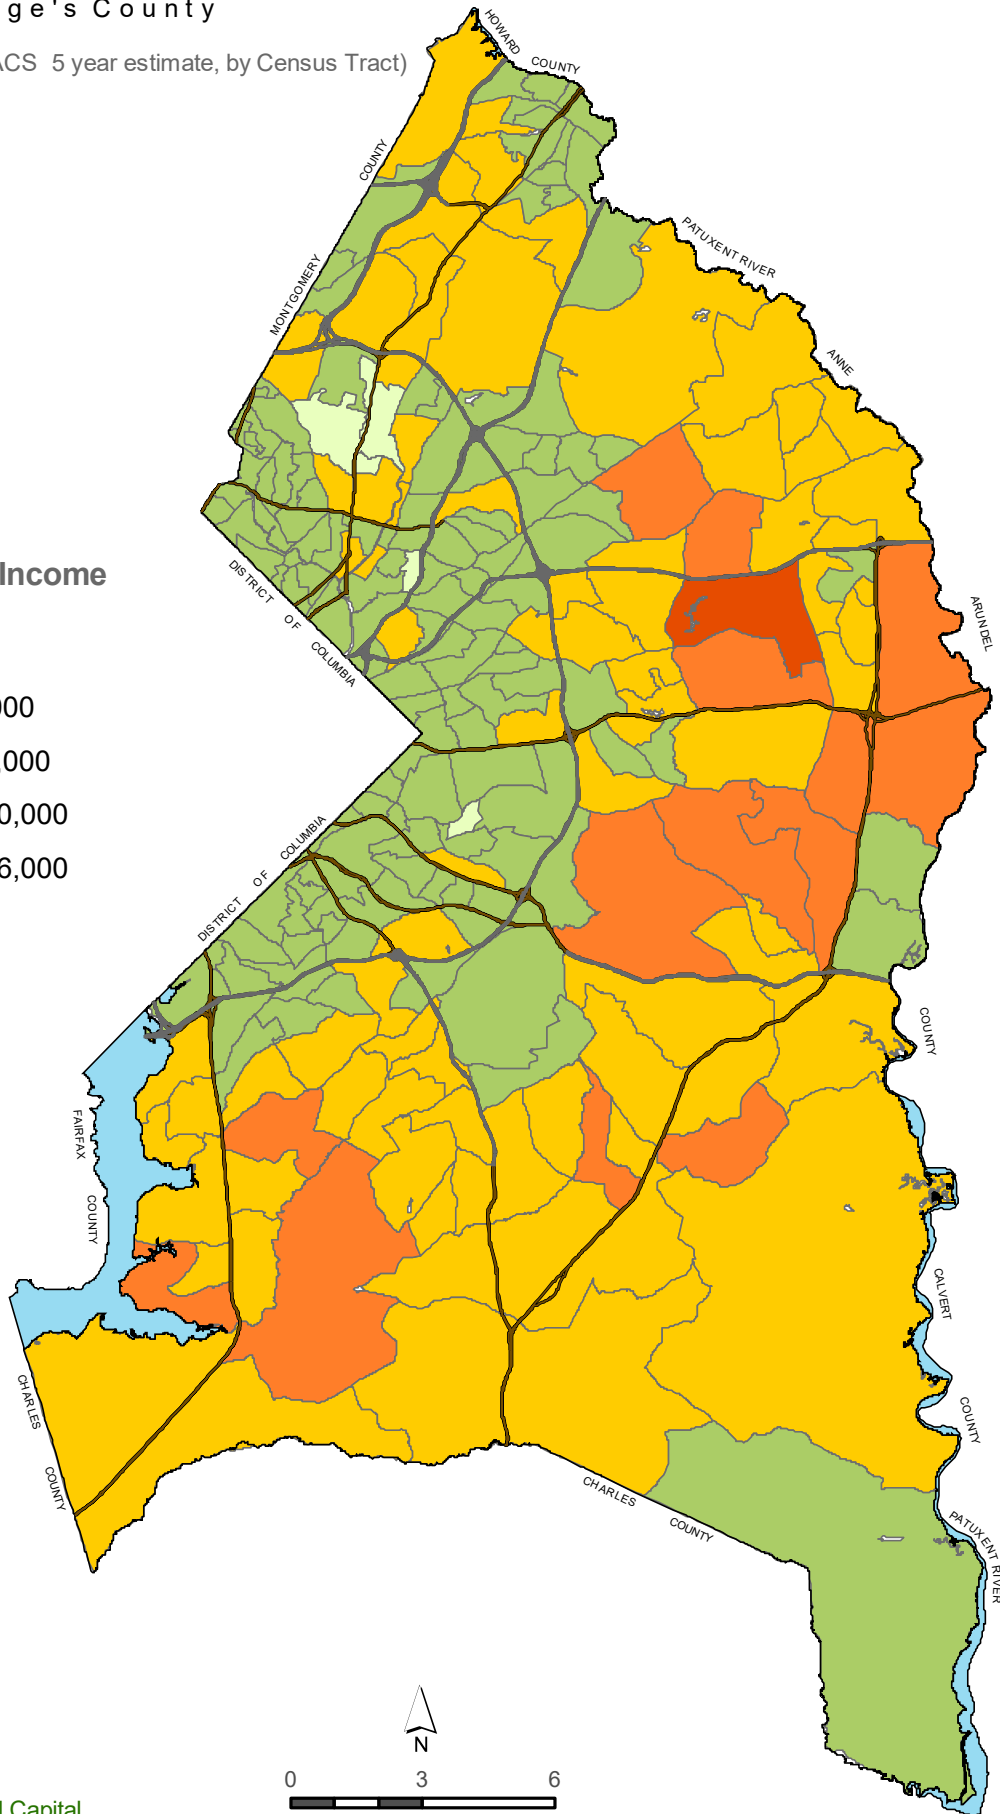 ge's County
ACS 5 year estimate, by Census Tract)
HOWARD
COUNTY
COUNTY
MONTGOMERY
PATUXENT RIVER
ANNE
ARUNDEL
Income
DISTRICT
OF
COLUMBIA
000
,000
0,000
6,000
DISTRICT
OF
COLUMBIA
COUNTY
FAIRFAX
COUNTY
CALVERT
COUNTY
CHARLES
COUNTY
CHARLES
COUNTY
PATUXENT RIVER
N
0 3 6
l Capital